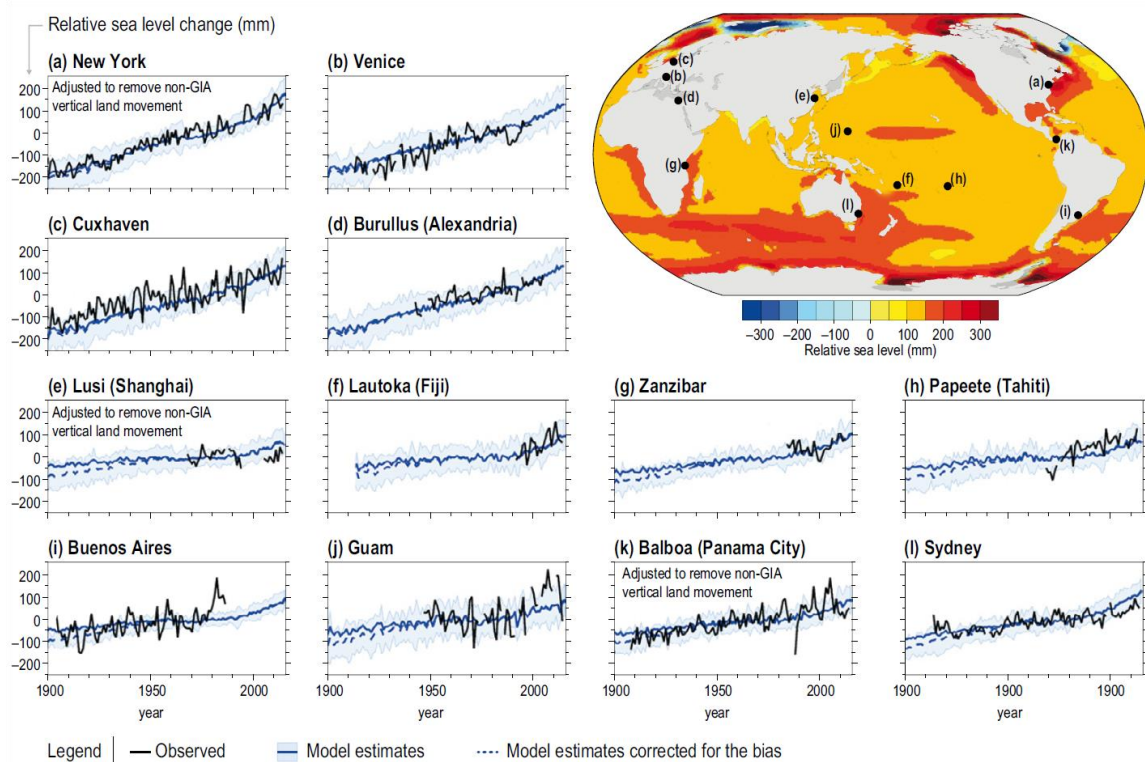 Relative sea level change (mm)
(a) New York
Adjusted to remove non-GIA
vertical land movement
200
100
0
−100
−200
(b) Venice
(c) Cuxhaven
200
100
0
−100
−200
(d) Burullus (Alexandria)
(a)
(b)
(c)
(d)
(e)
(f)
(g)
(h)
(i)
(j)
(k)
(l)
−300 −200 −100 0 100 200 300
Relative sea level (mm)
(e) Lusi (Shanghai)
Adjusted to remove non-GIA
vertical land movement
200
100
0
−100
−200
(f) Lautoka (Fiji)
(g) Zanzibar
(h) Papeete (Tahiti)
(i) Buenos Aires
200
100
0
−100
−200
1900 1950 2000
year
(j) Guam
1900 1950 2000
year
(k) Balboa (Panama City)
Adjusted to remove non-GIA
vertical land movement
1900 1950 2000
year
(l) Sydney
1900 1900 1900
year
Legend Observed Model estimates Model estimates corrected for the bias